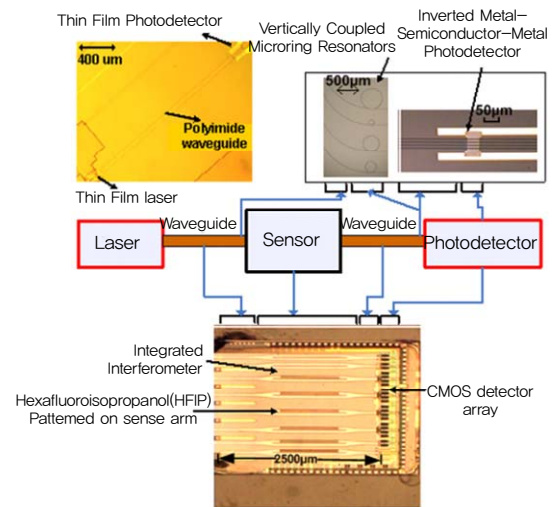 Thin Film Photodetector
400 um
Polyimide
waveguide
Thin Film laser
Vertically Coupled
Microring Resonators
Inverted Metal-
Semiconductor-Metal
Photodetector
500μm
50μm
Laser
Waveguide
Sensor
Waveguide
Photodetector
Integrated
Interferometer
Hexafluoroisopropanol(HFIP)
Patterned on sense arm
CMOS detector
array
2500μm